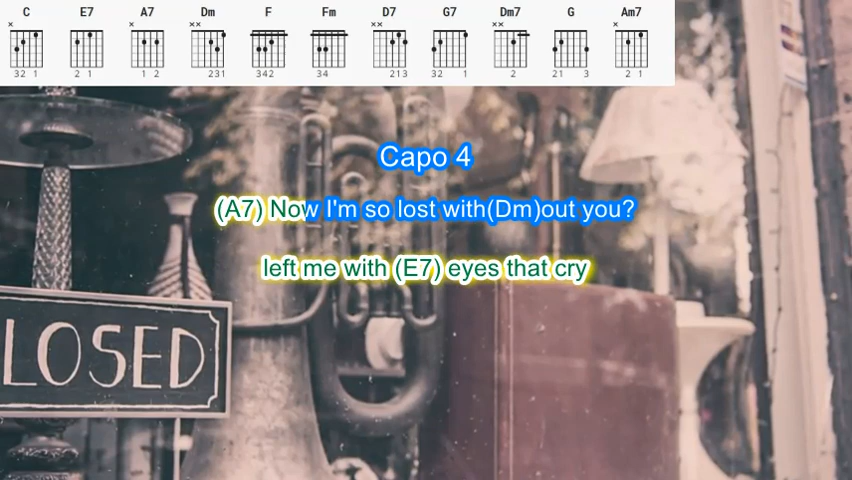 C E7 A7 Dm F Fm D7 G7 Dm7 G Am7
× × ×× ×× ×× ×
32 1 2 1 1 2 231 342 34 213 32 1 2 21 3 2 1
Capo 4
(A7) Now I'm so lost with(Dm)out you?
left me with (E7) eyes that cry
LOSED